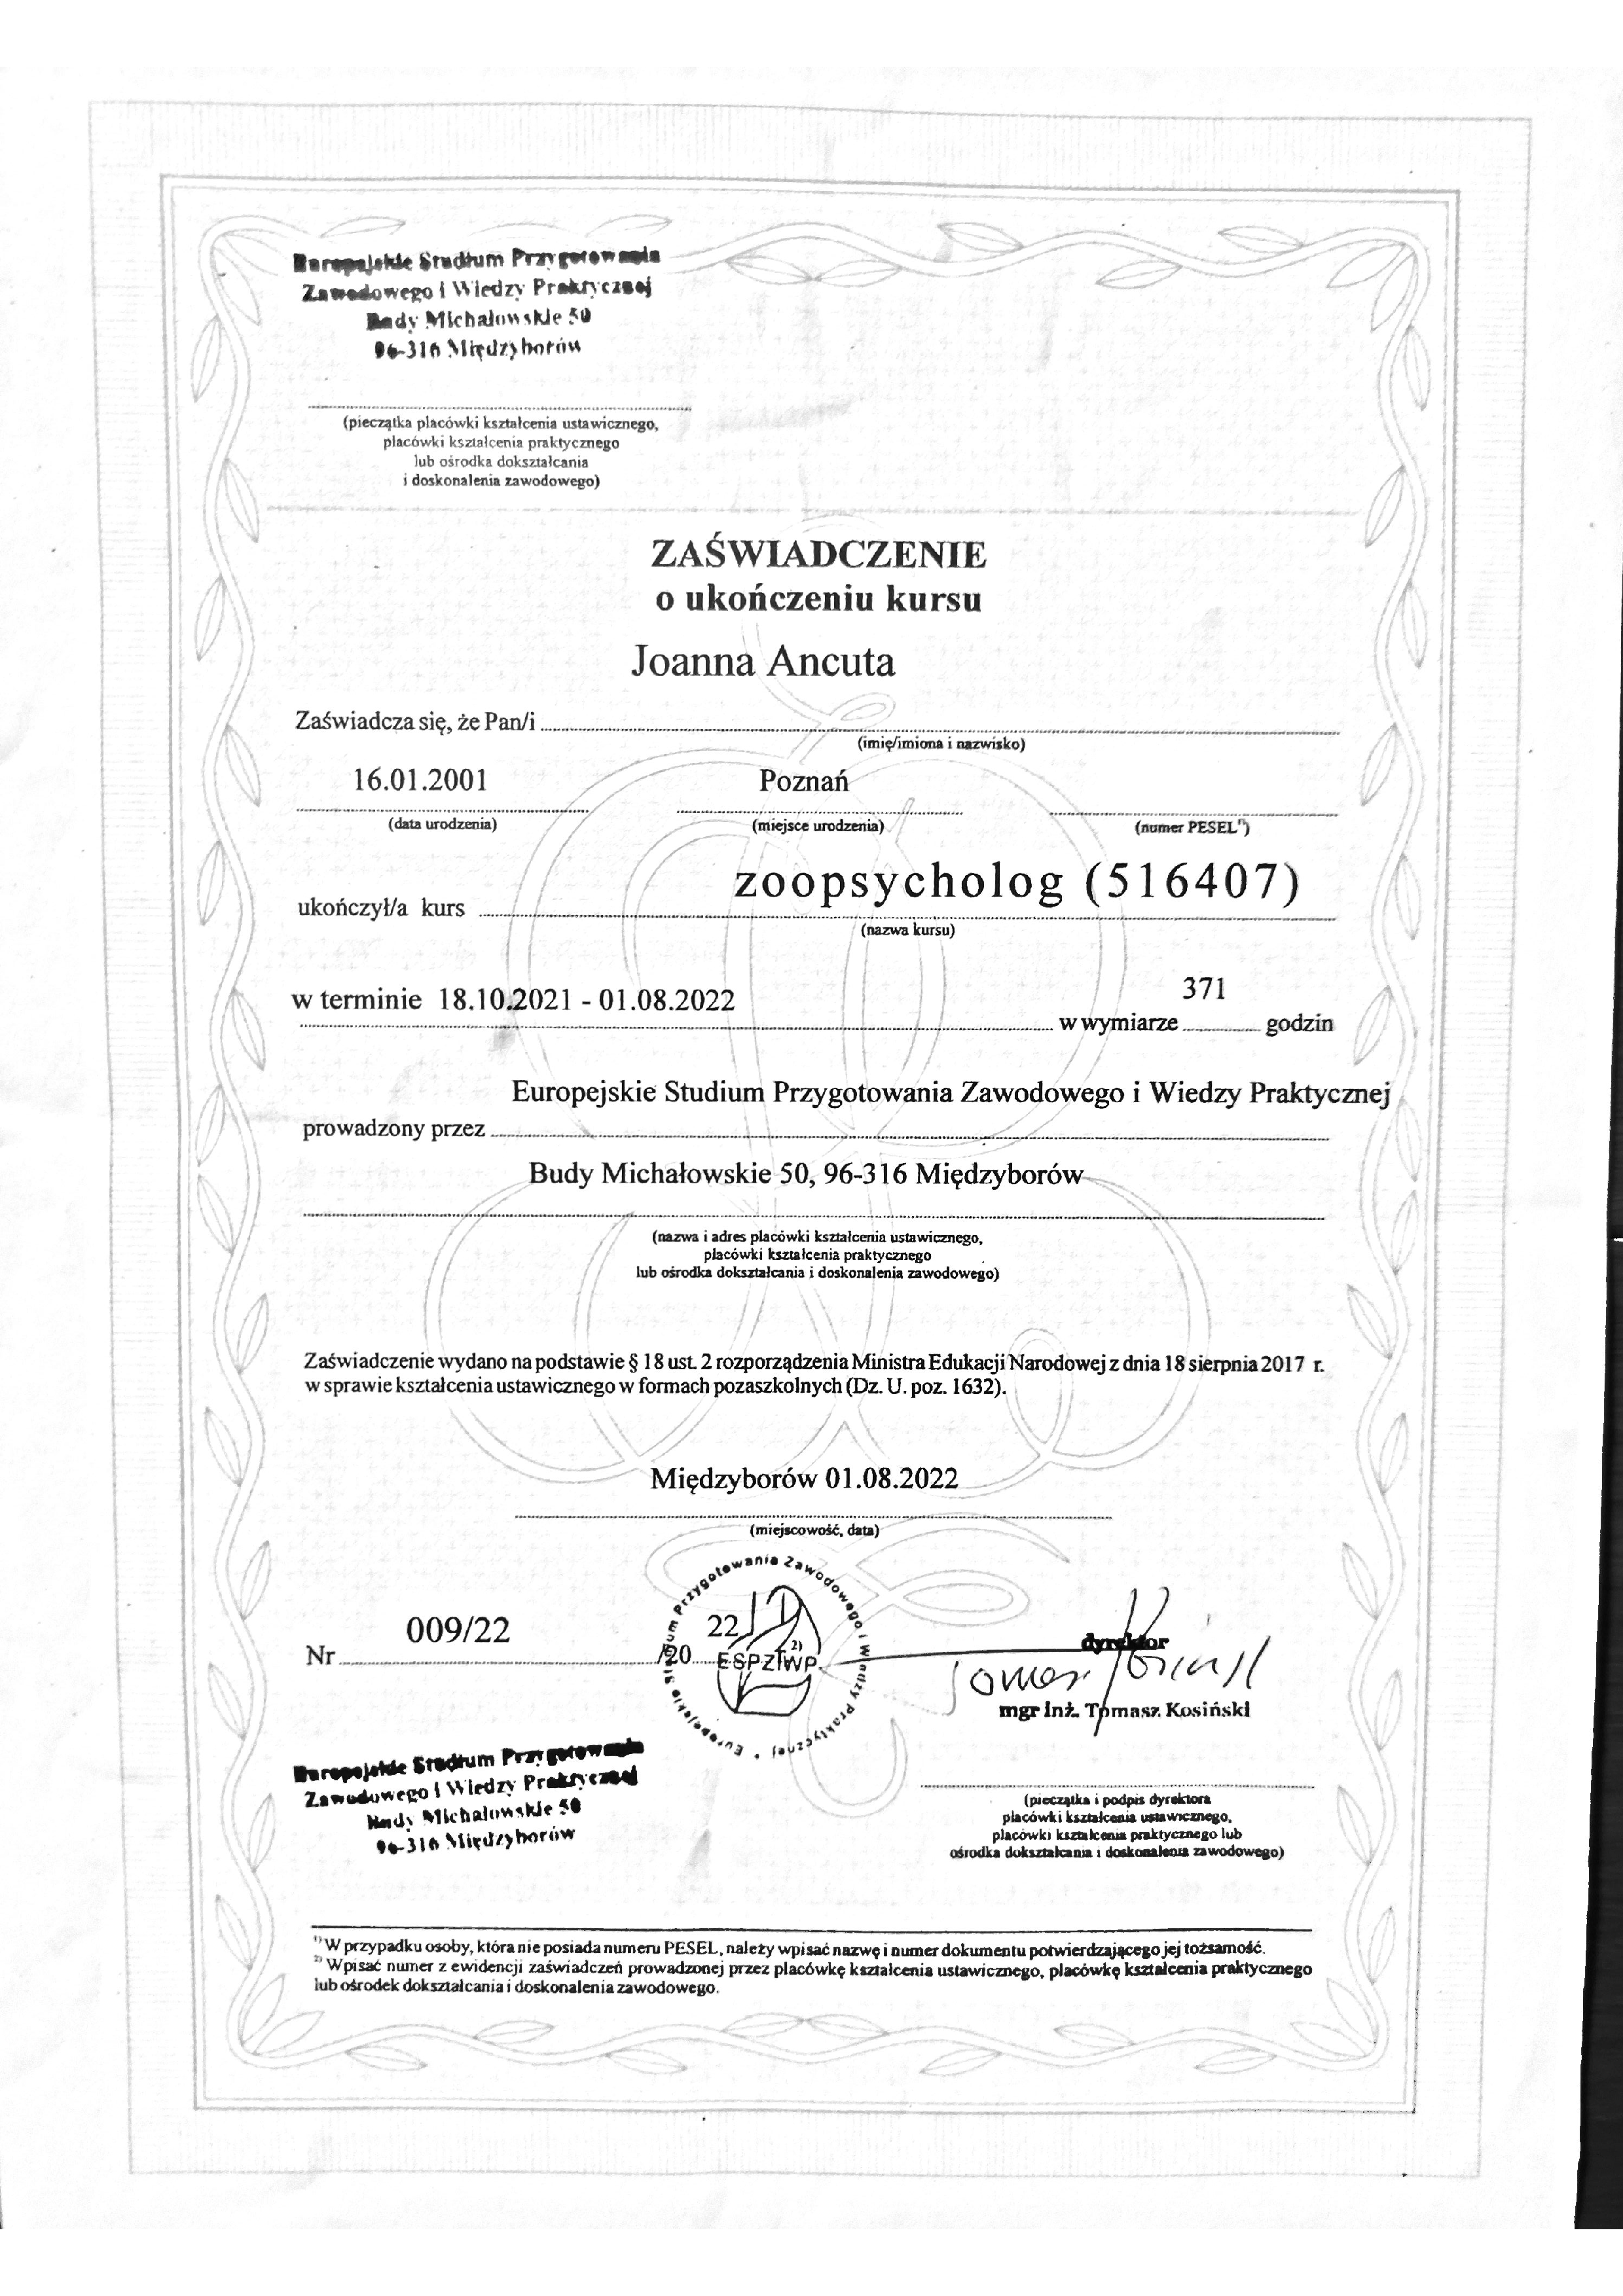 Europejskie Studium Przygotowania
Zawodowego i Wiedzy Praktycznej
Budy Michałowskie 50
96-316 Międzyborów
(pieczątka placówki kształcenia ustawicznego,
placówki kształcenia praktycznego
lub ośrodka dokształcania
i doskonalenia zawodowego)
ZAŚWIADCZENIE
o ukończeniu kursu
Joanna Ancuta
Zaświadcza się, że Pan/i
(imię/imiona i nazwisko)
16.01.2001 Poznań
(data urodzenia) (miejsce urodzenia) (numer PESEL¹⁾)
zoopsycholog (516407)
ukończył/a kurs
(nazwa kursu)
w terminie 18.10.2021 - 01.08.2022 371
w wymiarze godzin
Europejskie Studium Przygotowania Zawodowego i Wiedzy Praktycznej
prowadzony przez
Budy Michałowskie 50, 96-316 Międzyborów
(nazwa i adres placówki kształcenia ustawicznego,
placówki kształcenia praktycznego
lub ośrodka dokształcania i doskonalenia zawodowego)
Zaświadczenie wydano na podstawie § 18 ust. 2 rozporządzenia Ministra Edukacji Narodowej z dnia 18 sierpnia 2017 r.
w sprawie kształcenia ustawicznego w formach pozaszkolnych (Dz. U. poz. 1632).
Międzyborów 01.08.2022
(miejscowość, data)
Europejskie Studium Przygotowania Zawodowego i Wiedzy Praktycznej
ESPZIWP
009/22 22
Nr /20 2)
dyrektor
Tomasz Kosiński
mgr inż. Tomasz Kosiński
Europejskie Studium Przygotowania
Zawodowego i Wiedzy Praktycznej
Budy Michałowskie 50
96-316 Międzyborów
(pieczątka i podpis dyrektora
placówki kształcenia ustawicznego,
placówki kształcenia praktycznego lub
ośrodka dokształcania i doskonalenia zawodowego)
¹⁾ W przypadku osoby, która nie posiada numeru PESEL, należy wpisać nazwę i numer dokumentu potwierdzającego jej tożsamość.
²⁾ Wpisać numer z ewidencji zaświadczeń prowadzonej przez placówkę kształcenia ustawicznego, placówkę kształcenia praktycznego
lub ośrodek dokształcania i doskonalenia zawodowego.